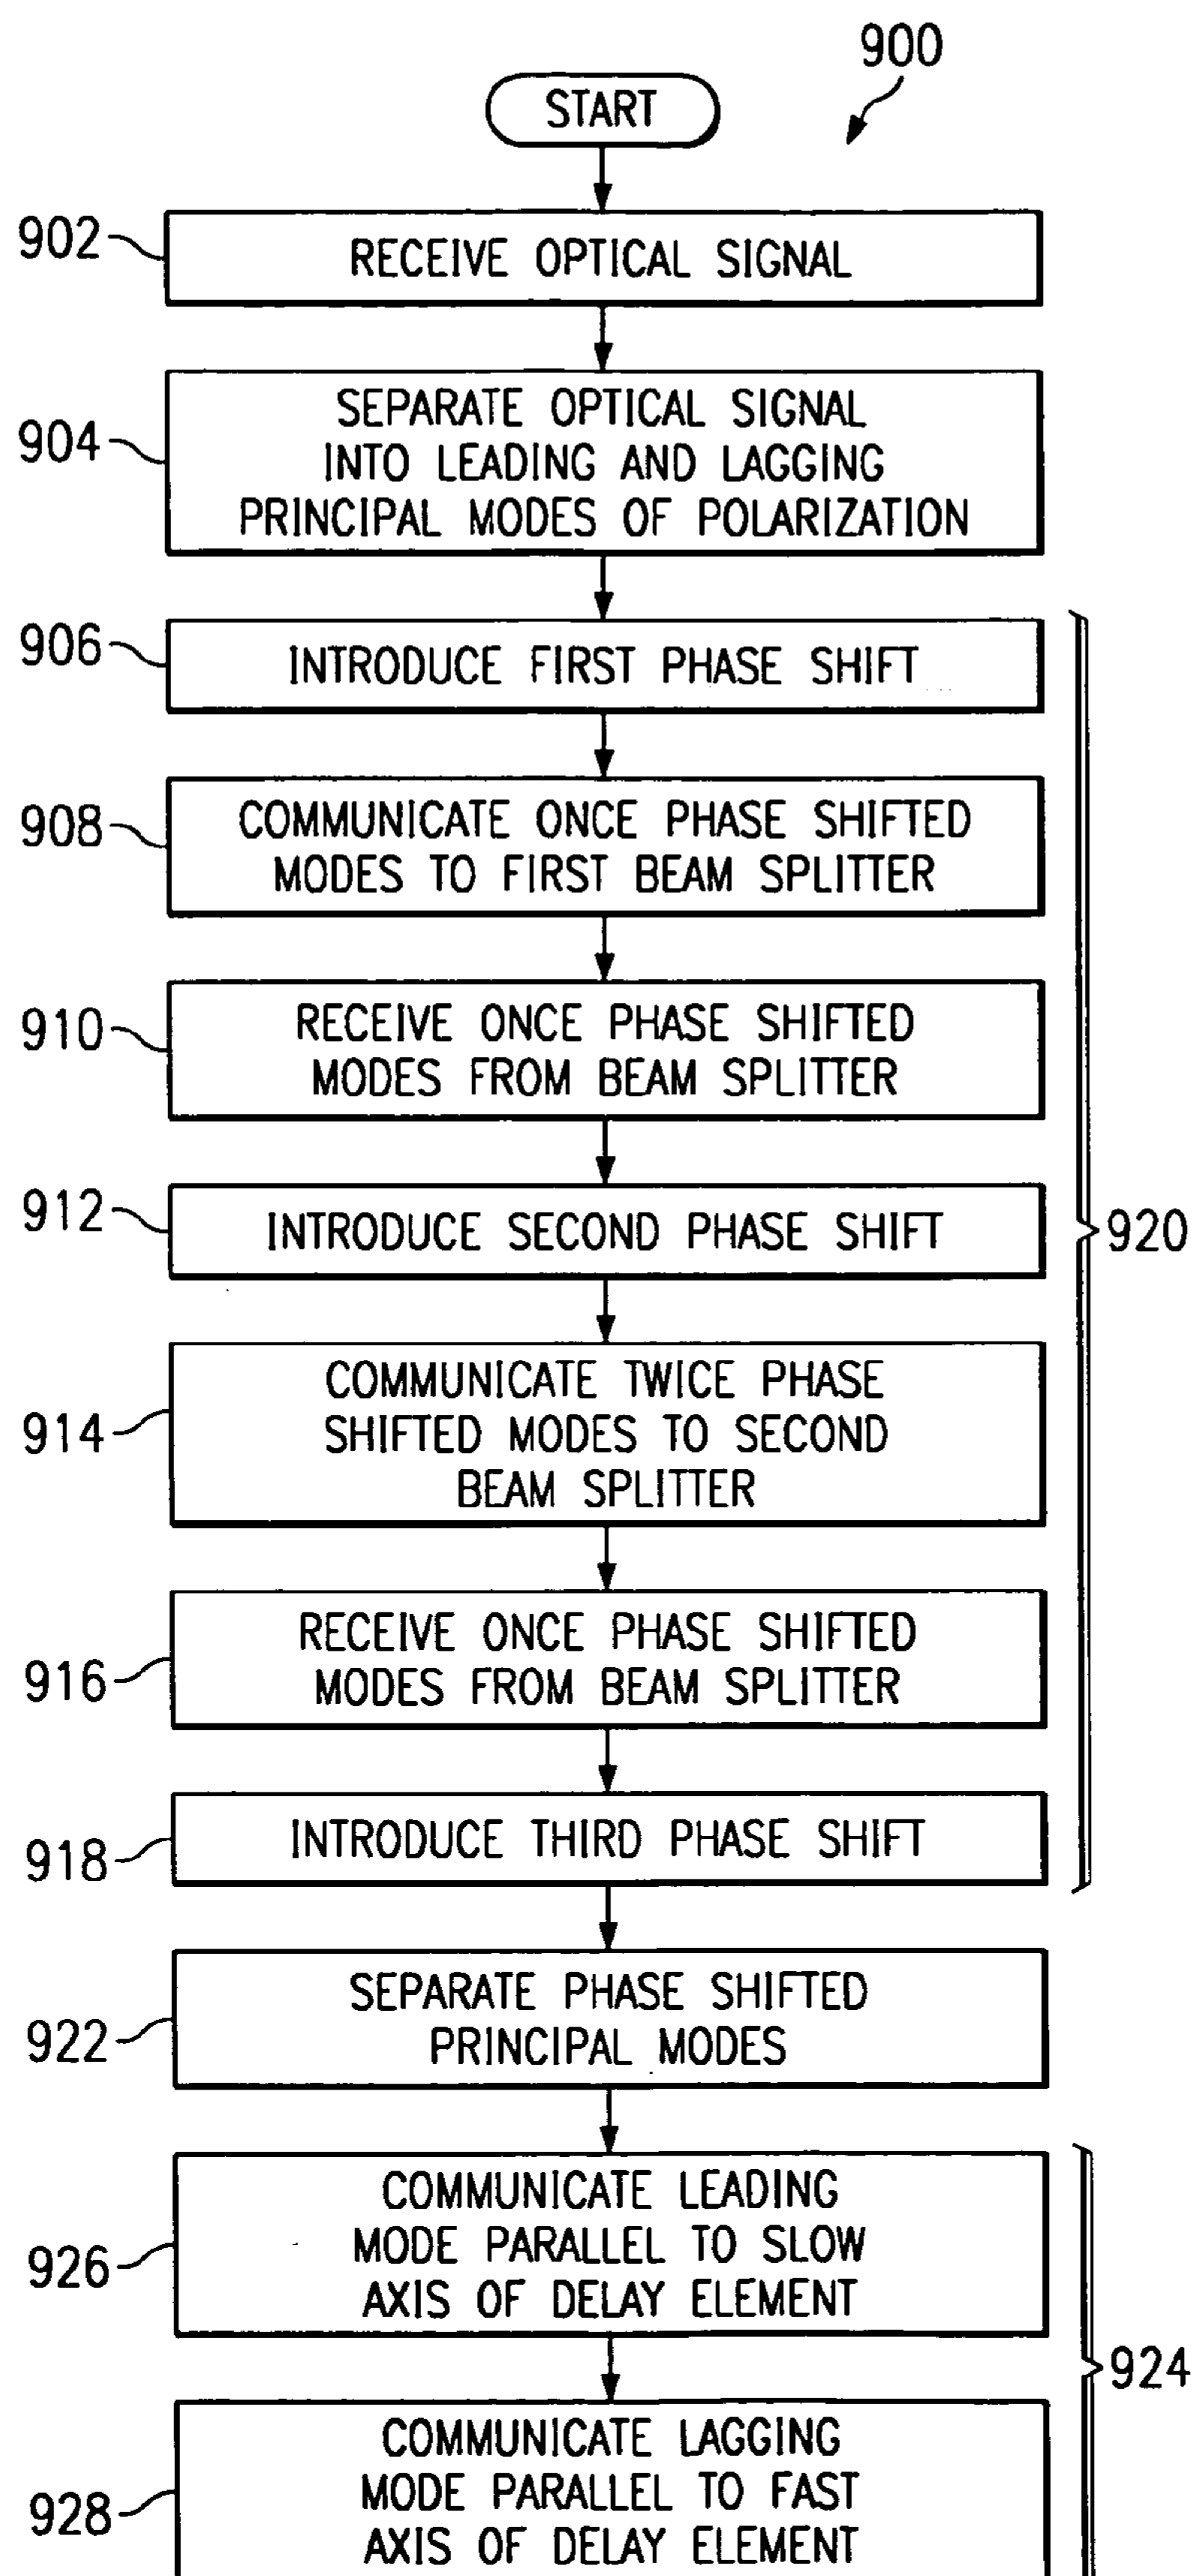 900
START
902
RECEIVE OPTICAL SIGNAL
904
SEPARATE OPTICAL SIGNAL
INTO LEADING AND LAGGING
PRINCIPAL MODES OF POLARIZATION
906
INTRODUCE FIRST PHASE SHIFT
908
COMMUNICATE ONCE PHASE SHIFTED
MODES TO FIRST BEAM SPLITTER
910
RECEIVE ONCE PHASE SHIFTED
MODES FROM BEAM SPLITTER
912
INTRODUCE SECOND PHASE SHIFT
920
914
COMMUNICATE TWICE PHASE
SHIFTED MODES TO SECOND
BEAM SPLITTER
916
RECEIVE ONCE PHASE SHIFTED
MODES FROM BEAM SPLITTER
918
INTRODUCE THIRD PHASE SHIFT
922
SEPARATE PHASE SHIFTED
PRINCIPAL MODES
926
COMMUNICATE LEADING
MODE PARALLEL TO SLOW
AXIS OF DELAY ELEMENT
924
928
COMMUNICATE LAGGING
MODE PARALLEL TO FAST
AXIS OF DELAY ELEMENT